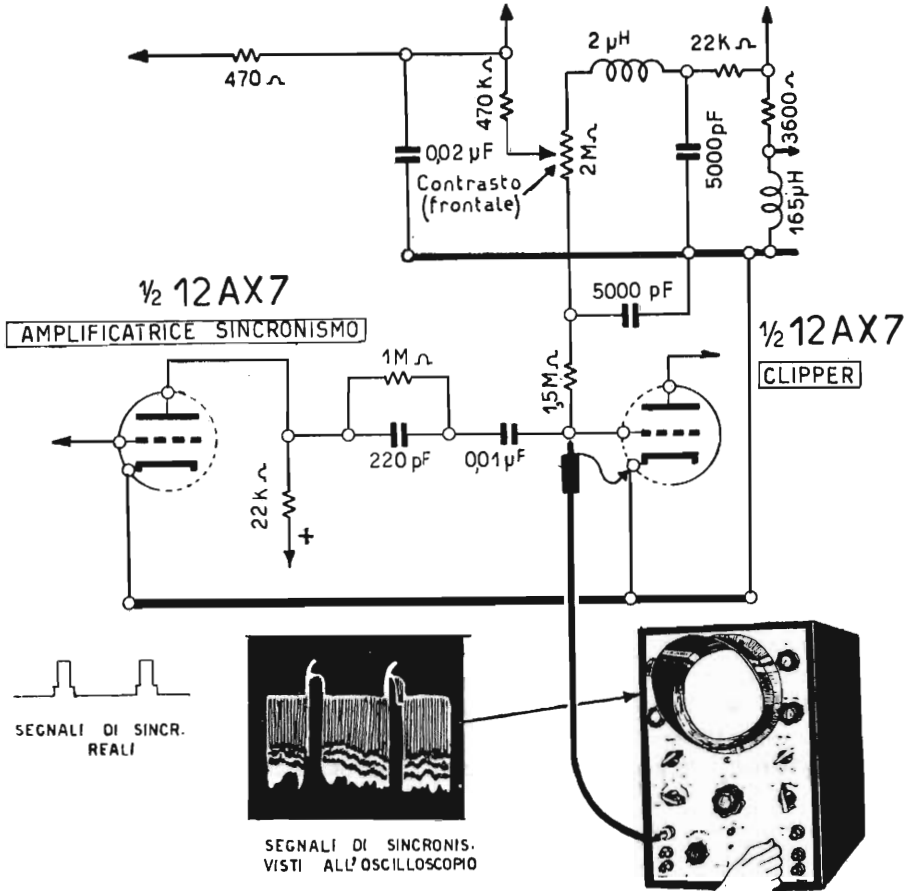 2 µH
22K Ω
470 Ω
470K Ω
3600 Ω
0,02 µF
2MΩ
5000pF
Contrasto
(frontale)
165µH
½ 12AX7
AMPLIFICATRICE SINCRONISMO
5000 pF
½ 12AX7
CLIPPER
1M Ω
1,5MΩ
220 pF
0,01 µF
22K Ω
+
SEGNALI DI SINCR.
REALI
SEGNALI DI SINCRONIS.
VISTI ALL'OSCILLOSCOPIO